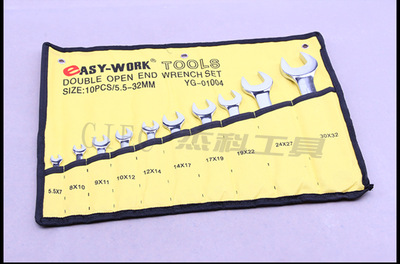 eASY-WORK TOOLS
DOUBLE OPEN END WRENCH SET
SIZE:10PCS/5.5-32MM YG-01004
杰科工具
5.5X7
8X10
9X11
10X12
12X14
14X17
17X19
19X22
24X27
30X32